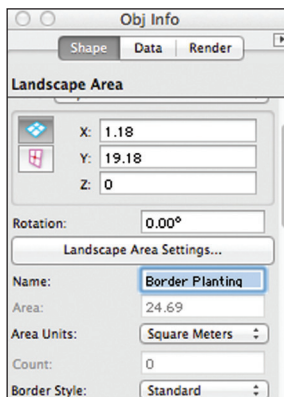 Obj Info
Shape Data Render
Landscape Area
X: 1.18
Y: 19.18
Z: 0
Rotation: 0.00°
Landscape Area Settings...
Name: Border Planting
Area: 24.69
Area Units: Square Meters
Count: 0
Border Style: Standard